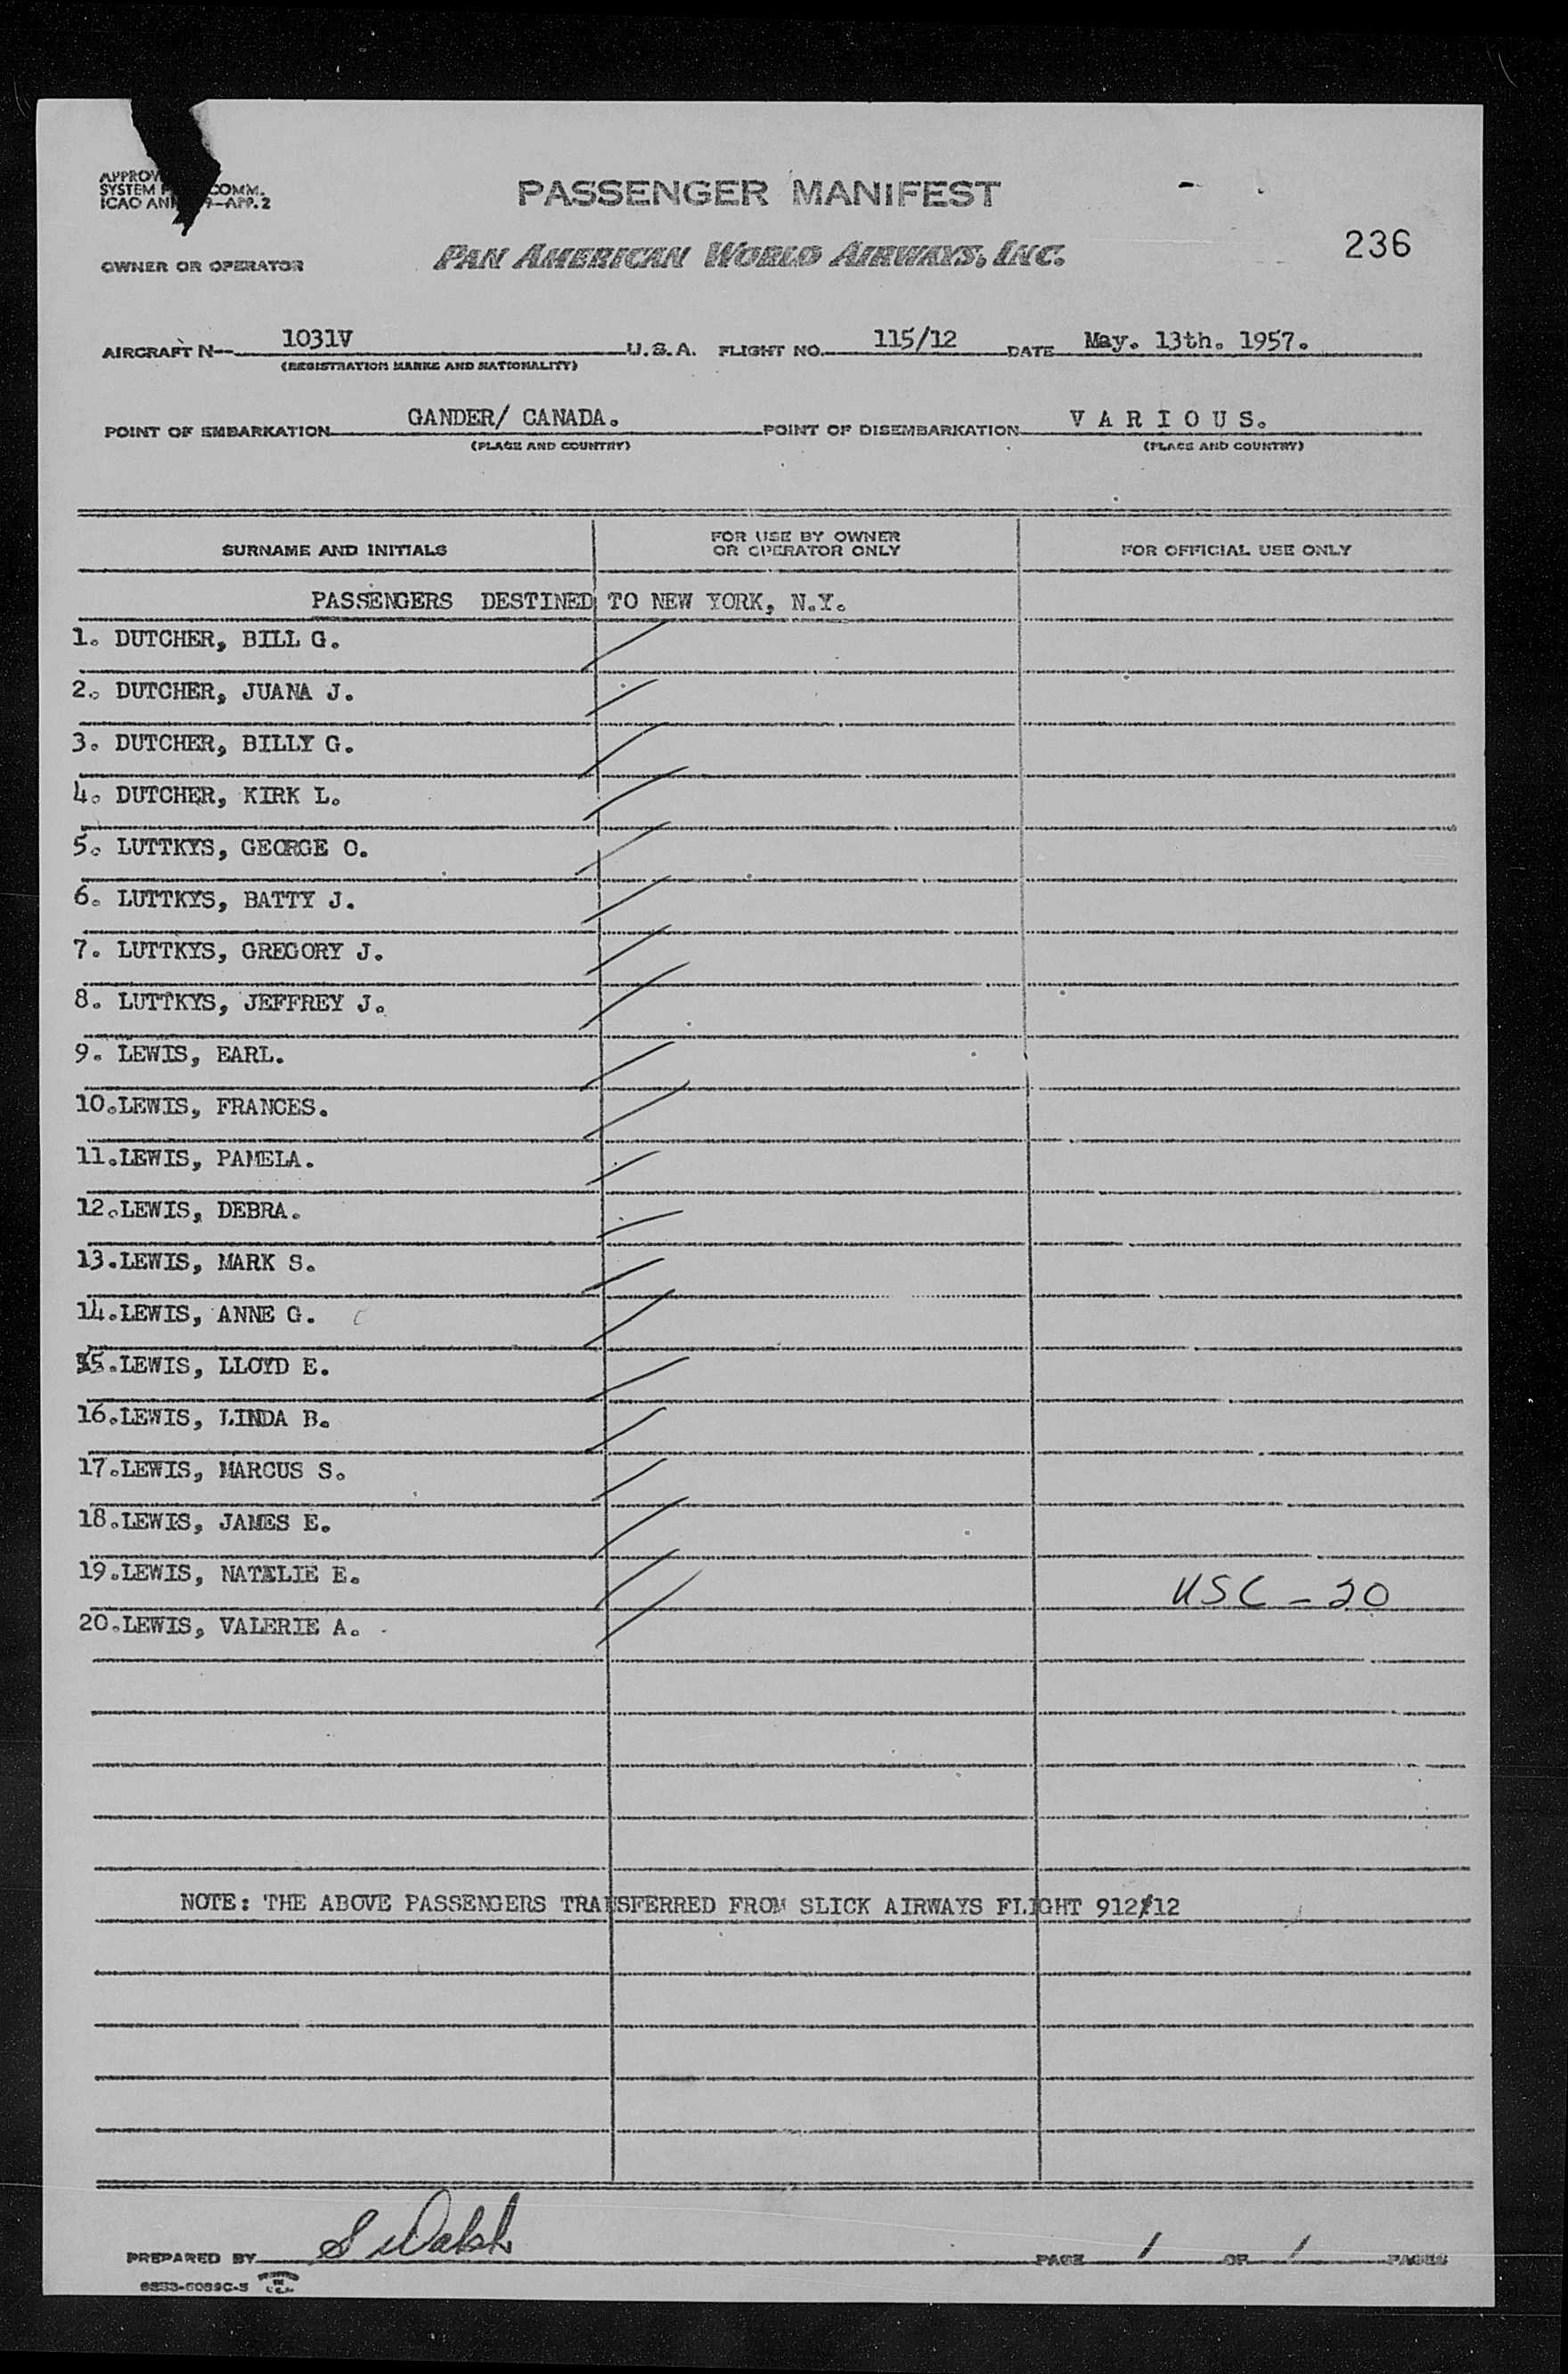 SYSTEM COMM.
ICAO 9—APP. 2
PASSENGER MANIFEST
OWNER OR OPERATOR
PAN AMERICAN WORLD AIRWAYS, INC.
236
AIRCRAFT N-- 1031V U.S.A. FLIGHT NO. 115/12 DATE May. 13th. 1957.
(REGISTRATION MARKS AND NATIONALITY)
POINT OF EMBARKATION GANDER/ CANADA. POINT OF DISEMBARKATION V A R I O U S.
(PLACE AND COUNTRY) (PLACE AND COUNTRY)
SURNAME AND INITIALS
FOR USE BY OWNER
OR OPERATOR ONLY
FOR OFFICIAL USE ONLY
PASSENGERS DESTINED TO NEW YORK, N.Y.
1. DUTCHER, BILL G.
2. DUTCHER, JUANA J.
3. DUTCHER, BILLY G.
4. DUTCHER, KIRK L.
5. LUTTKYS, GEORGE O.
6. LUTTKYS, BATTY J.
7. LUTTKYS, GREGORY J.
8. LUTTKYS, JEFFREY J.
9. LEWIS, EARL.
10.LEWIS, FRANCES.
11.LEWIS, PAMELA.
12.LEWIS, DEBRA.
13.LEWIS, MARK S.
14.LEWIS, ANNE G.
15.LEWIS, LLOYD E.
16.LEWIS, LINDA B.
17.LEWIS, MARCUS S.
18.LEWIS, JAMES E.
19.LEWIS, NATELIE E.
USC - 20
20.LEWIS, VALERIE A.
NOTE: THE ABOVE PASSENGERS TRANSFERRED FROM SLICK AIRWAYS FLIGHT 912/12
PREPARED BY S Walsh PAGE 1 OF 1 PAGES